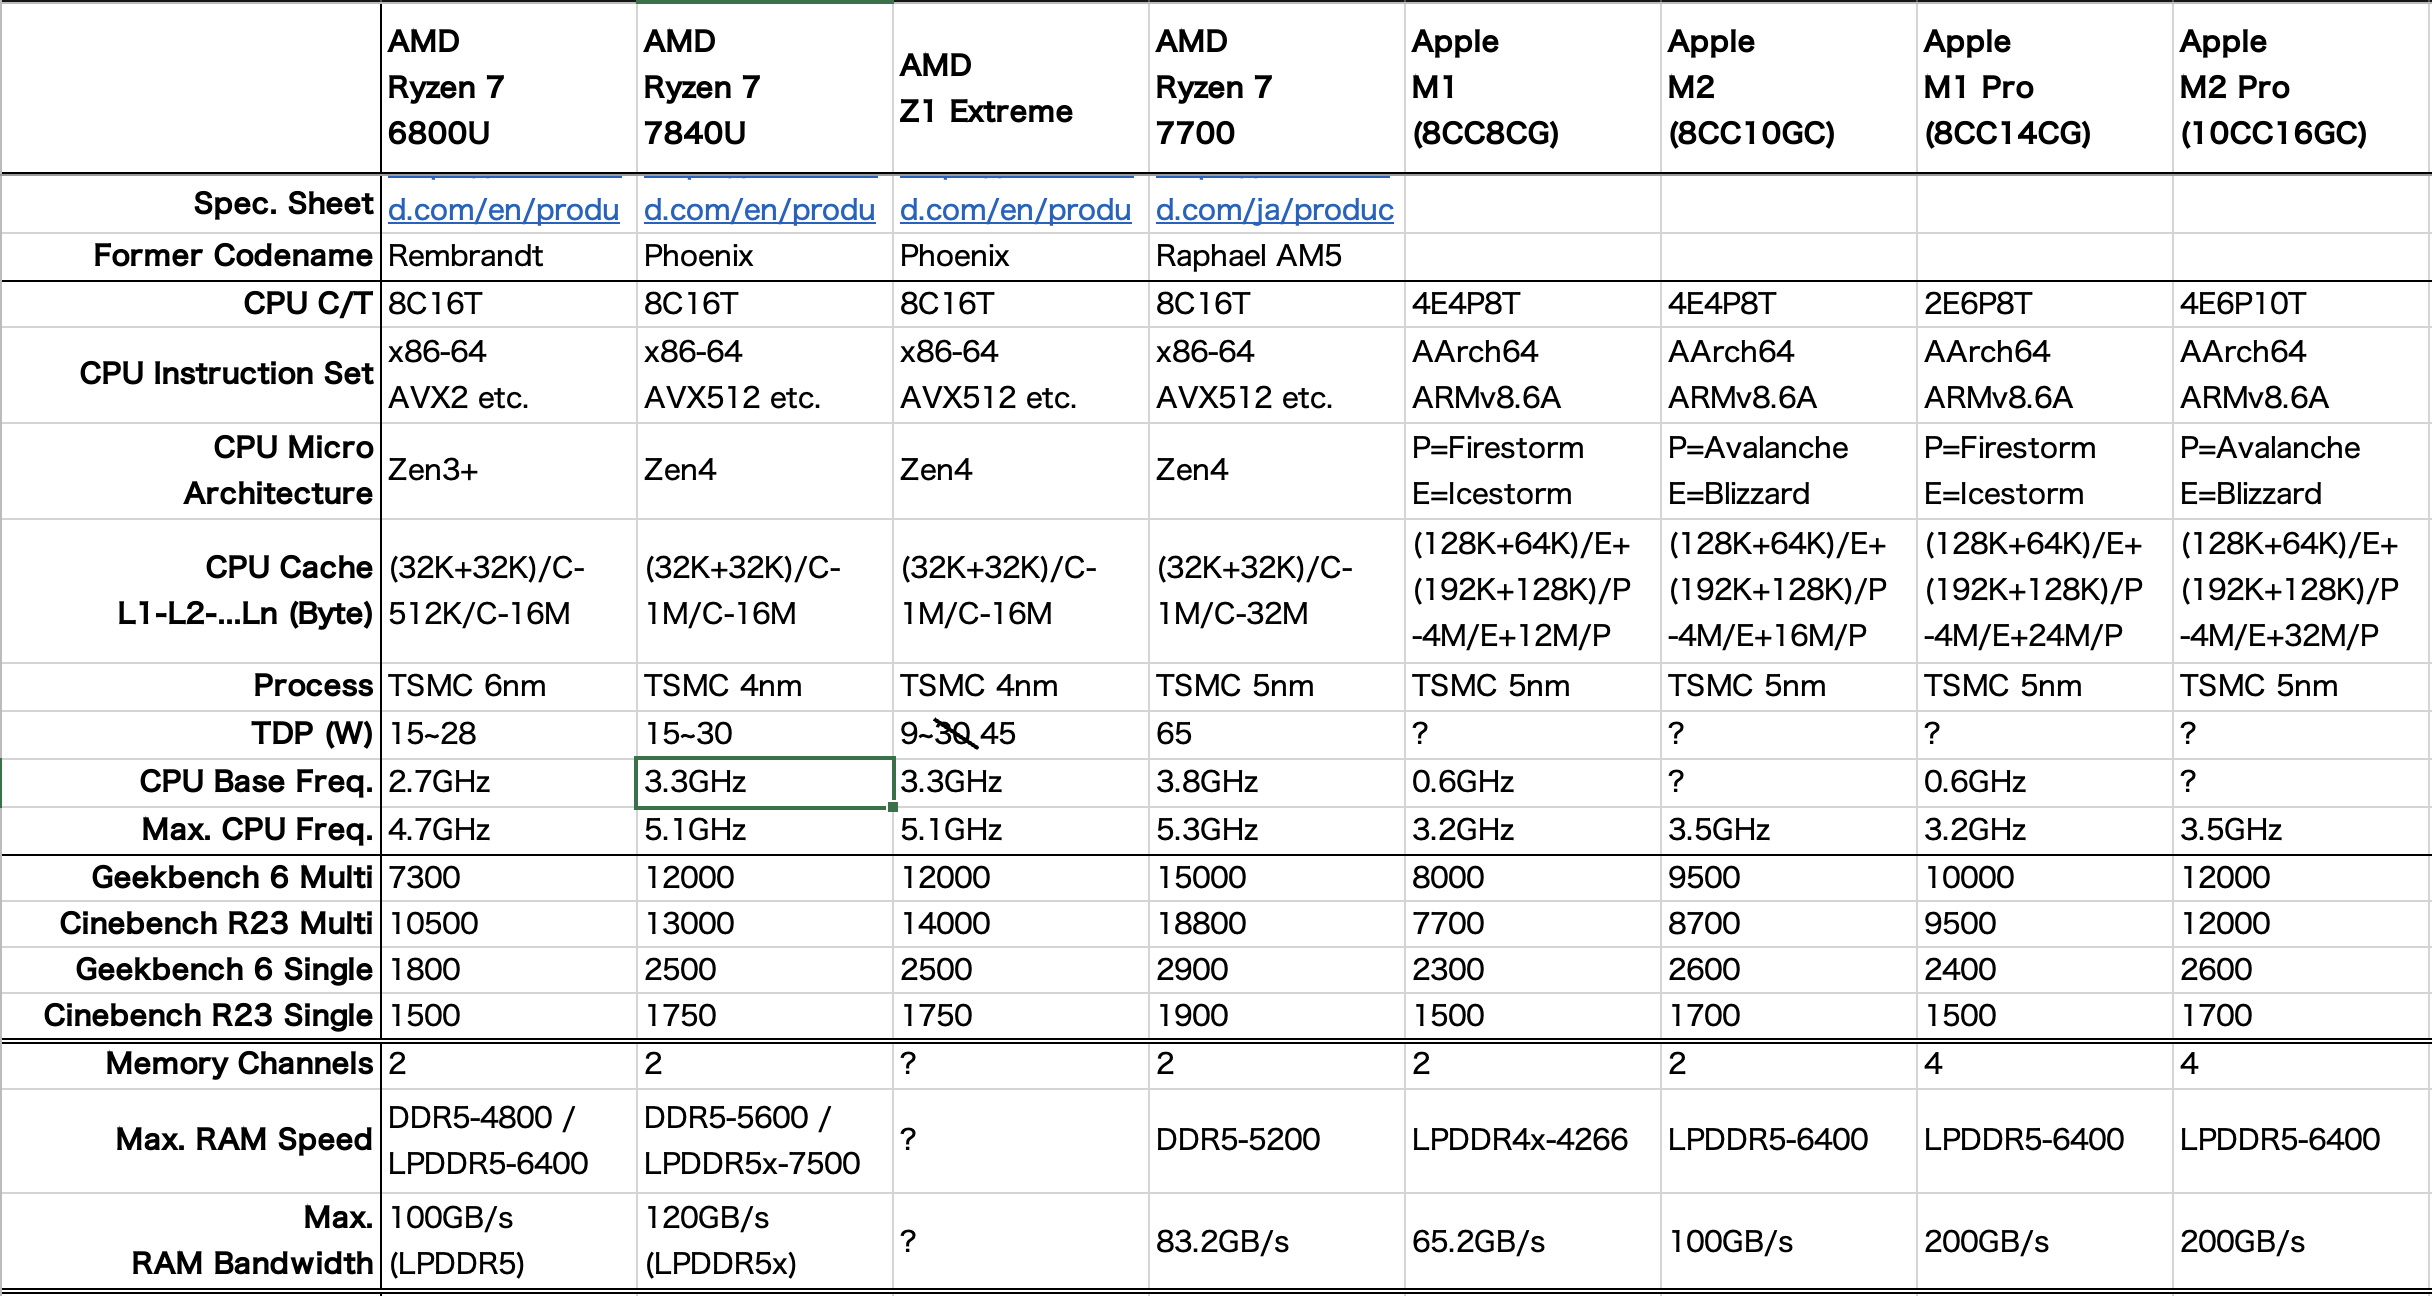 AMD
Ryzen 7
6800U
AMD
Ryzen 7
7840U
AMD
Z1 Extreme
AMD
Ryzen 7
7700
Apple
M1
(8CC8CG)
Apple
M2
(8CC10GC)
Apple
M1 Pro
(8CC14CG)
Apple
M2 Pro
(10CC16GC)
Spec. Sheet
d.com/en/produ
d.com/en/produ
d.com/en/produ
d.com/ja/produc
Former Codename
Rembrandt
Phoenix
Phoenix
Raphael AM5
CPU C/T
8C16T
8C16T
8C16T
8C16T
4E4P8T
4E4P8T
2E6P8T
4E6P10T
CPU Instruction Set
x86-64
AVX2 etc.
x86-64
AVX512 etc.
x86-64
AVX512 etc.
x86-64
AVX512 etc.
AArch64
ARMv8.6A
AArch64
ARMv8.6A
AArch64
ARMv8.6A
AArch64
ARMv8.6A
CPU Micro
Architecture
Zen3+
Zen4
Zen4
Zen4
P=Firestorm
E=Icestorm
P=Avalanche
E=Blizzard
P=Firestorm
E=Icestorm
P=Avalanche
E=Blizzard
CPU Cache
L1-L2-...Ln (Byte)
(32K+32K)/C-
512K/C-16M
(32K+32K)/C-
1M/C-16M
(32K+32K)/C-
1M/C-16M
(32K+32K)/C-
1M/C-32M
(128K+64K)/E+
(192K+128K)/P
-4M/E+12M/P
(128K+64K)/E+
(192K+128K)/P
-4M/E+16M/P
(128K+64K)/E+
(192K+128K)/P
-4M/E+24M/P
(128K+64K)/E+
(192K+128K)/P
-4M/E+32M/P
Process
TSMC 6nm
TSMC 4nm
TSMC 4nm
TSMC 5nm
TSMC 5nm
TSMC 5nm
TSMC 5nm
TSMC 5nm
TDP (W)
15~28
15~30
9~30 45
65
?
?
?
?
CPU Base Freq.
2.7GHz
3.3GHz
3.3GHz
3.8GHz
0.6GHz
?
0.6GHz
?
Max. CPU Freq.
4.7GHz
5.1GHz
5.1GHz
5.3GHz
3.2GHz
3.5GHz
3.2GHz
3.5GHz
Geekbench 6 Multi
7300
12000
12000
15000
8000
9500
10000
12000
Cinebench R23 Multi
10500
13000
14000
18800
7700
8700
9500
12000
Geekbench 6 Single
1800
2500
2500
2900
2300
2600
2400
2600
Cinebench R23 Single
1500
1750
1750
1900
1500
1700
1500
1700
Memory Channels
2
2
?
2
2
2
4
4
Max. RAM Speed
DDR5-4800 /
LPDDR5-6400
DDR5-5600 /
LPDDR5x-7500
?
DDR5-5200
LPDDR4x-4266
LPDDR5-6400
LPDDR5-6400
LPDDR5-6400
Max.
RAM Bandwidth
100GB/s
(LPDDR5)
120GB/s
(LPDDR5x)
?
83.2GB/s
65.2GB/s
100GB/s
200GB/s
200GB/s